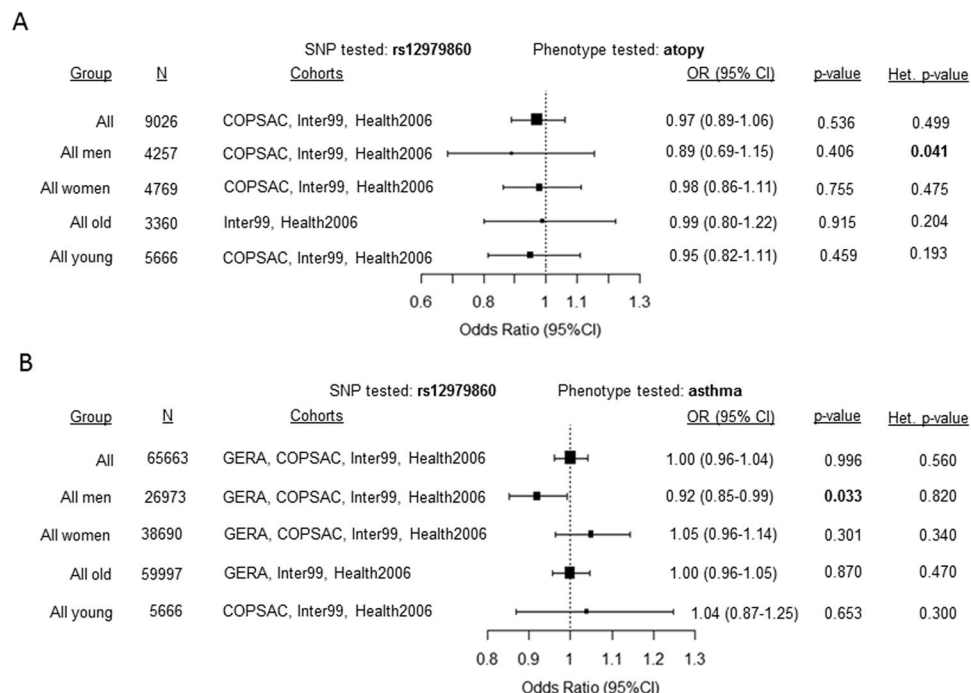 A
SNP tested: rs12979860 Phenotype tested: atopy
Group N Cohorts OR (95% CI) p-value Het. p-value
All 9026 COPSAC, Inter99, Health2006 0.97 (0.89-1.06) 0.536 0.499
All men 4257 COPSAC, Inter99, Health2006 0.89 (0.69-1.15) 0.406 0.041
All women 4769 COPSAC, Inter99, Health2006 0.98 (0.86-1.11) 0.755 0.475
All old 3360 Inter99, Health2006 0.99 (0.80-1.22) 0.915 0.204
All young 5666 COPSAC, Inter99, Health2006 0.95 (0.82-1.11) 0.459 0.193
0.6 0.8 1 1.1 1.3
Odds Ratio (95%CI)
B
SNP tested: rs12979860 Phenotype tested: asthma
Group N Cohorts OR (95% CI) p-value Het. p-value
All 65663 GERA, COPSAC, Inter99, Health2006 1.00 (0.96-1.04) 0.996 0.560
All men 26973 GERA, COPSAC, Inter99, Health2006 0.92 (0.85-0.99) 0.033 0.820
All women 38690 GERA, COPSAC, Inter99, Health2006 1.05 (0.96-1.14) 0.301 0.340
All old 59997 GERA, Inter99, Health2006 1.00 (0.96-1.05) 0.870 0.470
All young 5666 COPSAC, Inter99, Health2006 1.04 (0.87-1.25) 0.653 0.300
0.8 0.9 1 1.1 1.2 1.3
Odds Ratio (95%CI)